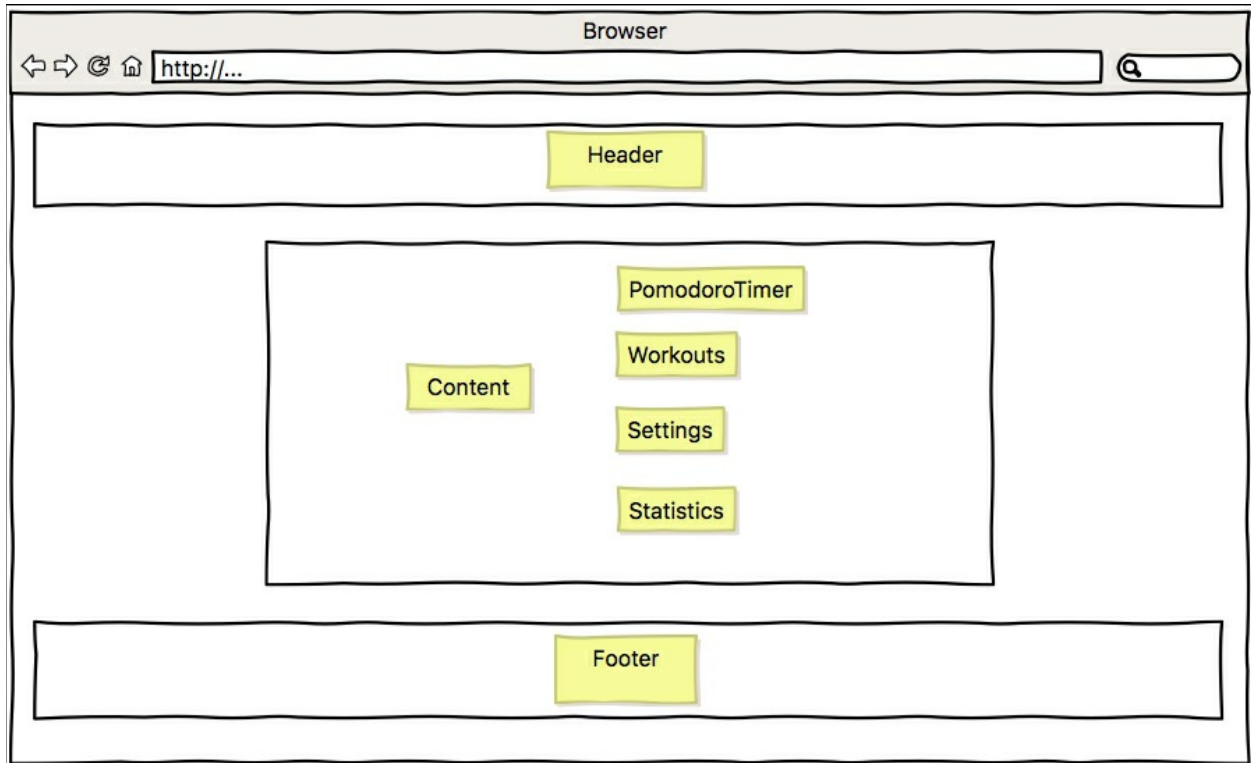 Browser
http://...
Header
PomodoroTimer
Workouts
Content
Settings
Statistics
Footer